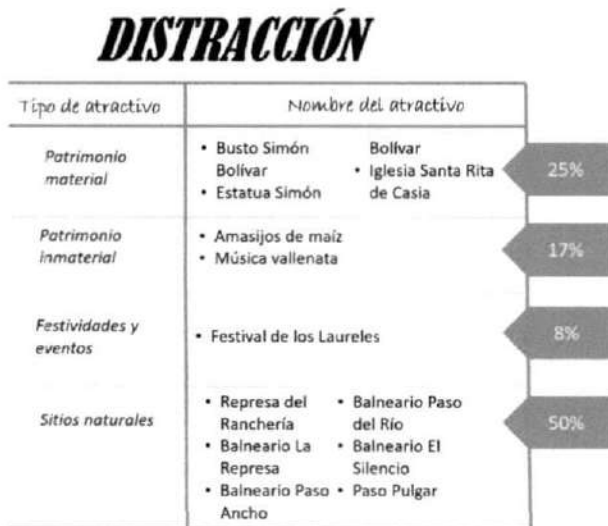 DISTRACCIÓN
Tipo de atractivo
Nombre del atractivo
Patrimonio
material
• Busto Simón
Bolívar
• Estatua Simón
Bolívar
• Iglesia Santa Rita
de Casia
25%
Patrimonio
inmaterial
• Amasijos de maíz
• Música vallenata
17%
Festividades y
eventos
• Festival de los Laureles
8%
Sitios naturales
• Represa del
Ranchería
• Balneario La
Represa
• Balneario Paso
Ancho
• Balneario Paso
del Río
• Balneario El
Silencio
• Paso Pulgar
50%